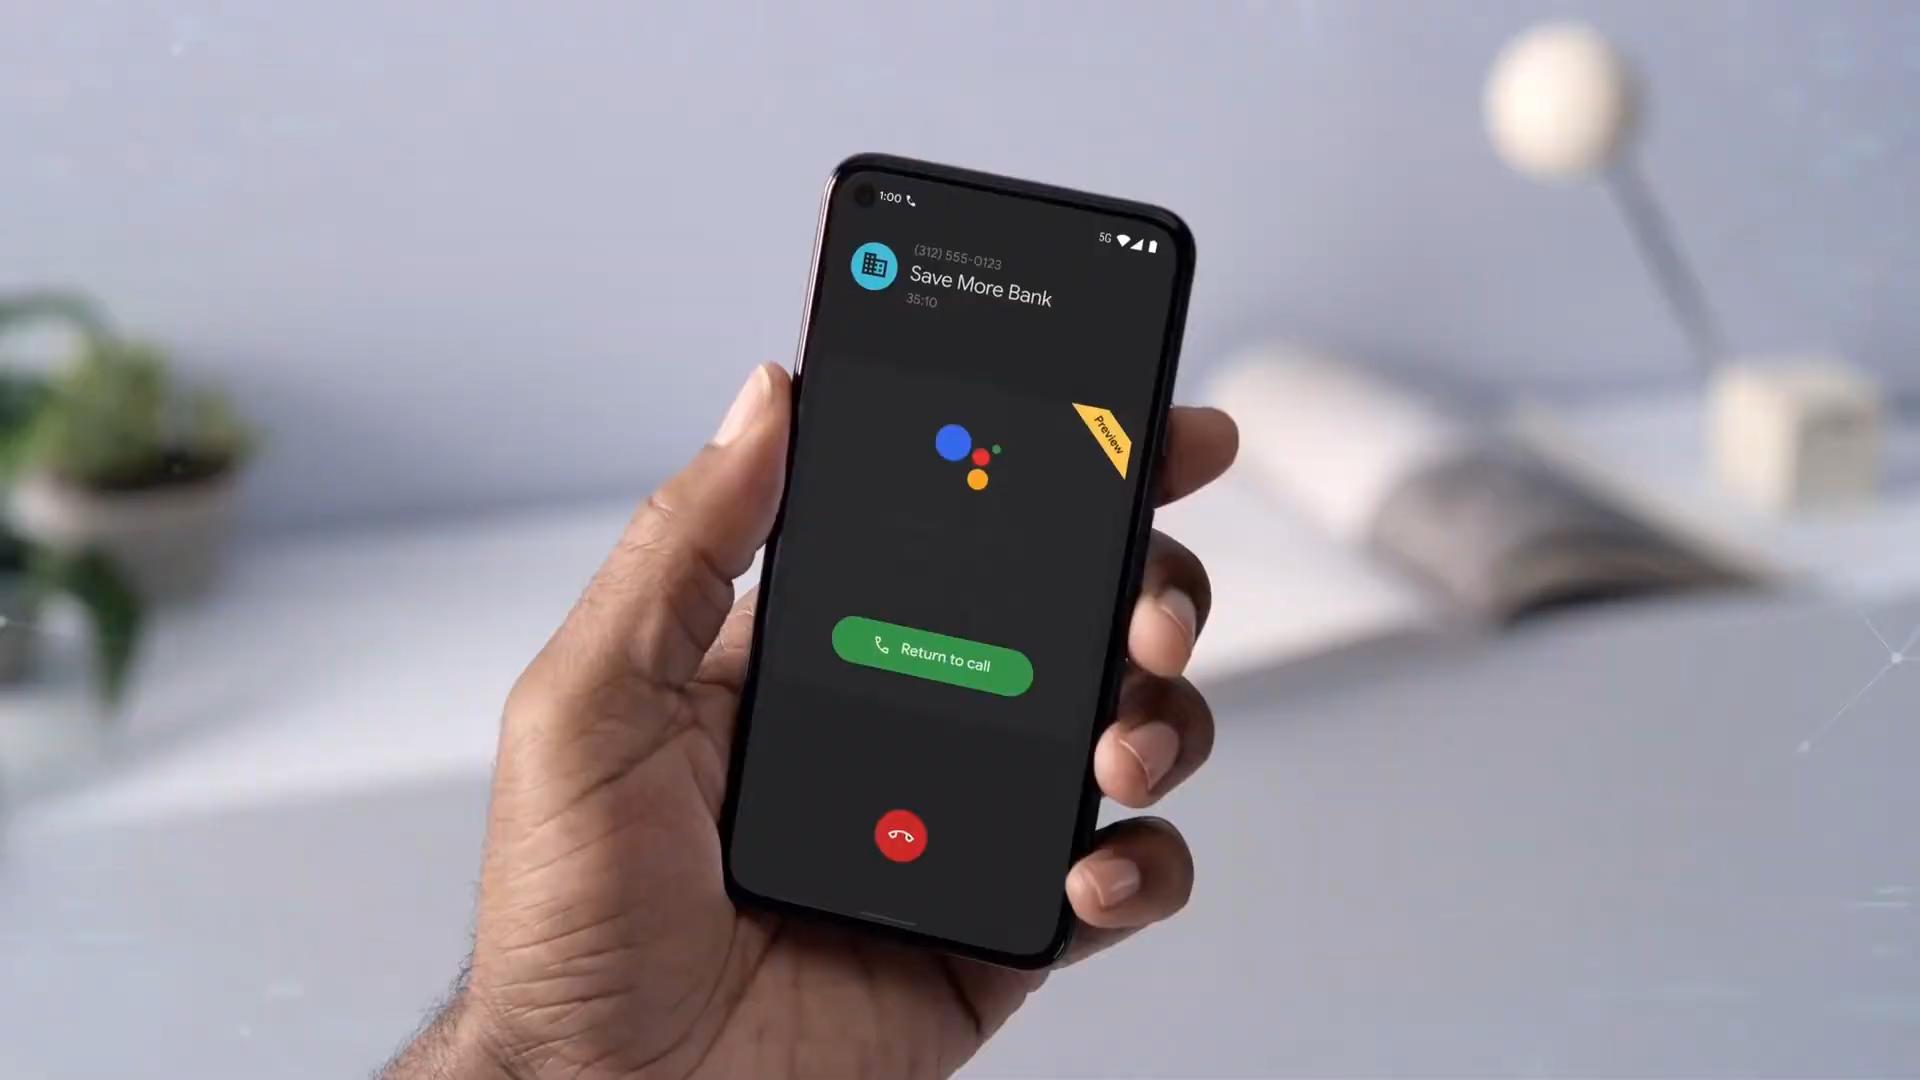 1:00
5G
(312) 555-0123
Save More Bank
35:10
Preview
Return to call